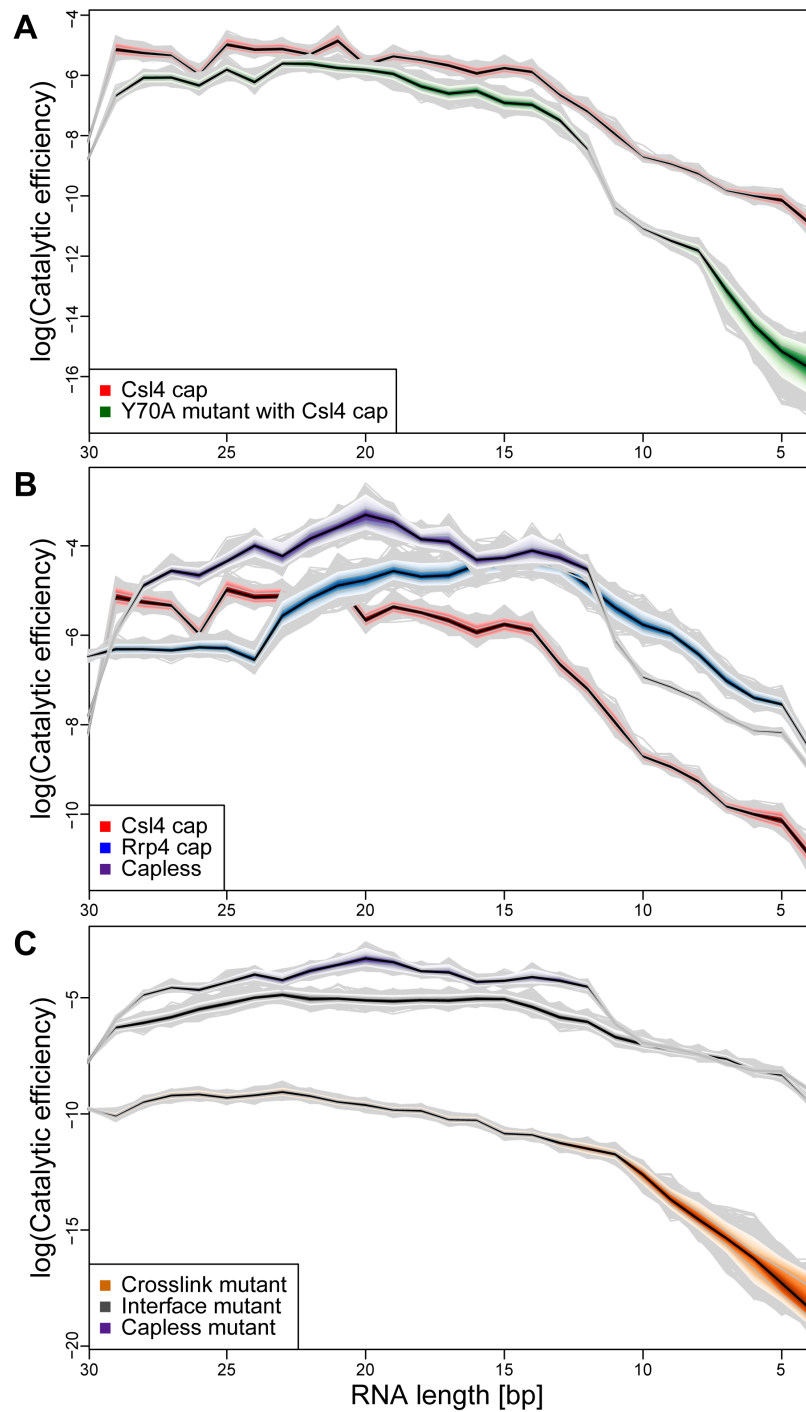 A
log(Catalytic efficiency)
−4
−6
−8
−10
−12
−14
−16
Csl4 cap
Y70A mutant with Csl4 cap
30 25 20 15 10 5
B
log(Catalytic efficiency)
−4
−6
−8
−10
Csl4 cap
Rrp4 cap
Capless
30 25 20 15 10 5
C
log(Catalytic efficiency)
−5
−10
−15
−20
Crosslink mutant
Interface mutant
Capless mutant
30 25 20 15 10 5
RNA length [bp]